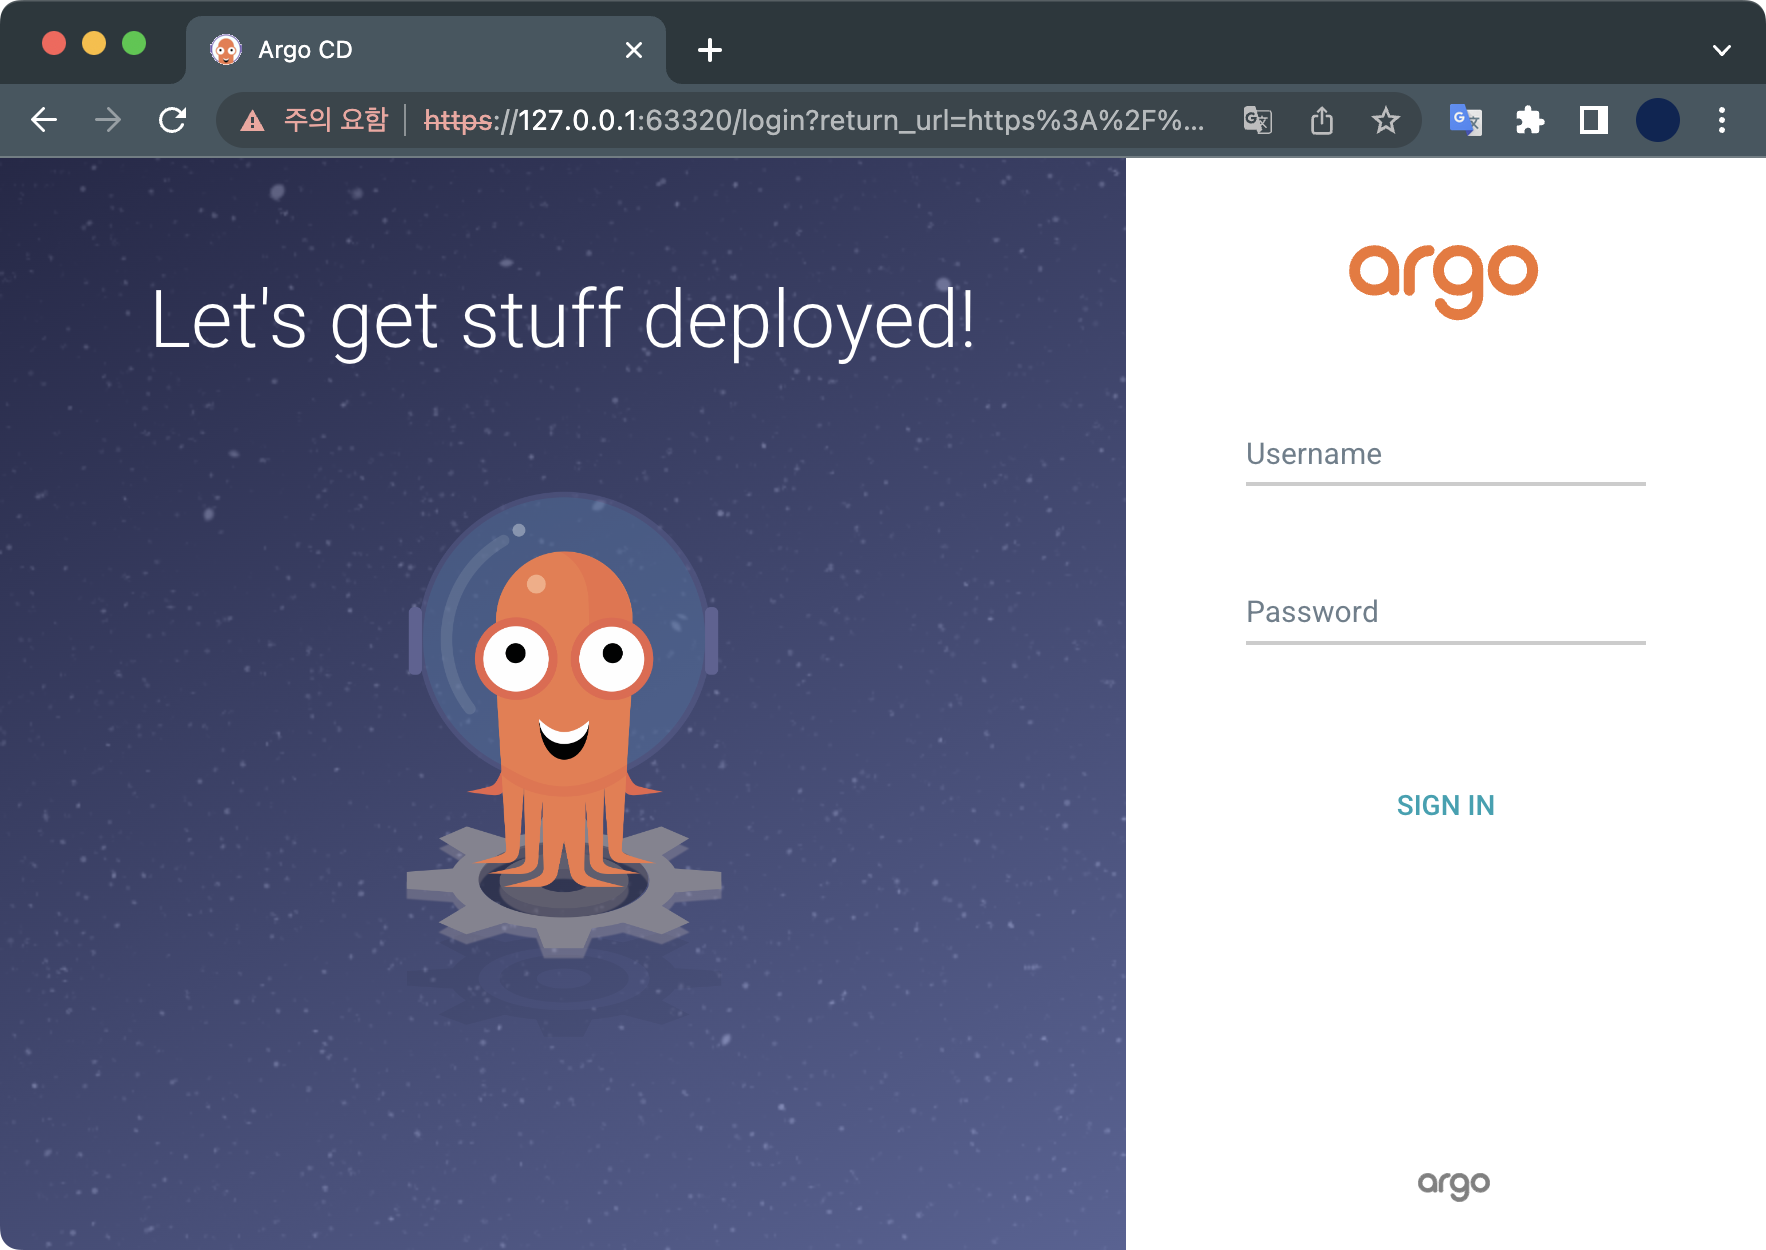 Argo CD
주의 요함 https://127.0.0.1:63320/login?return_url=https%3A%2F%...
Let's get stuff deployed!
argo
Username
Password
SIGN IN
argo